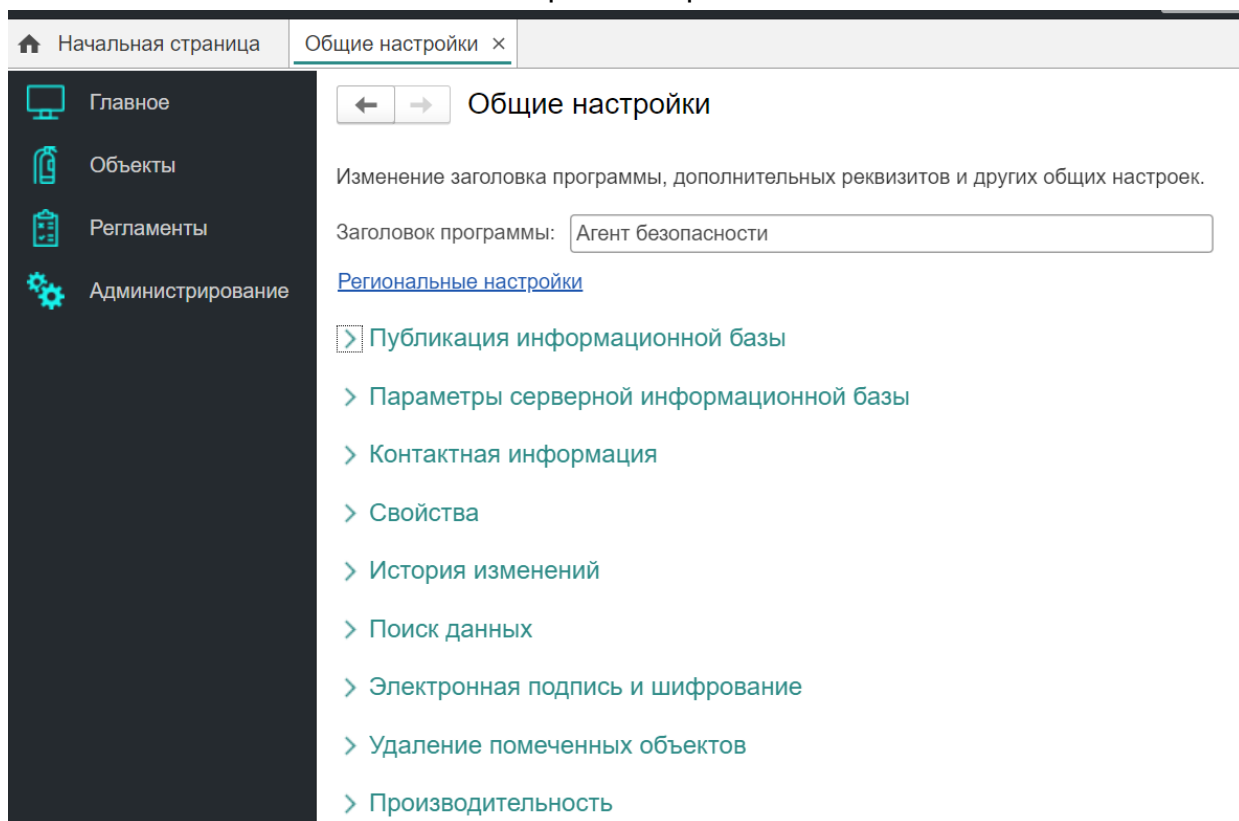 Начальная страница
Общие настройки ×
Главное
Объекты
Регламенты
Администрирование
Общие настройки
Изменение заголовка программы, дополнительных реквизитов и других общих настроек.
Заголовок программы: Агент безопасности
Региональные настройки
Публикация информационной базы
Параметры серверной информационной базы
Контактная информация
Свойства
История изменений
Поиск данных
Электронная подпись и шифрование
Удаление помеченных объектов
Производительность